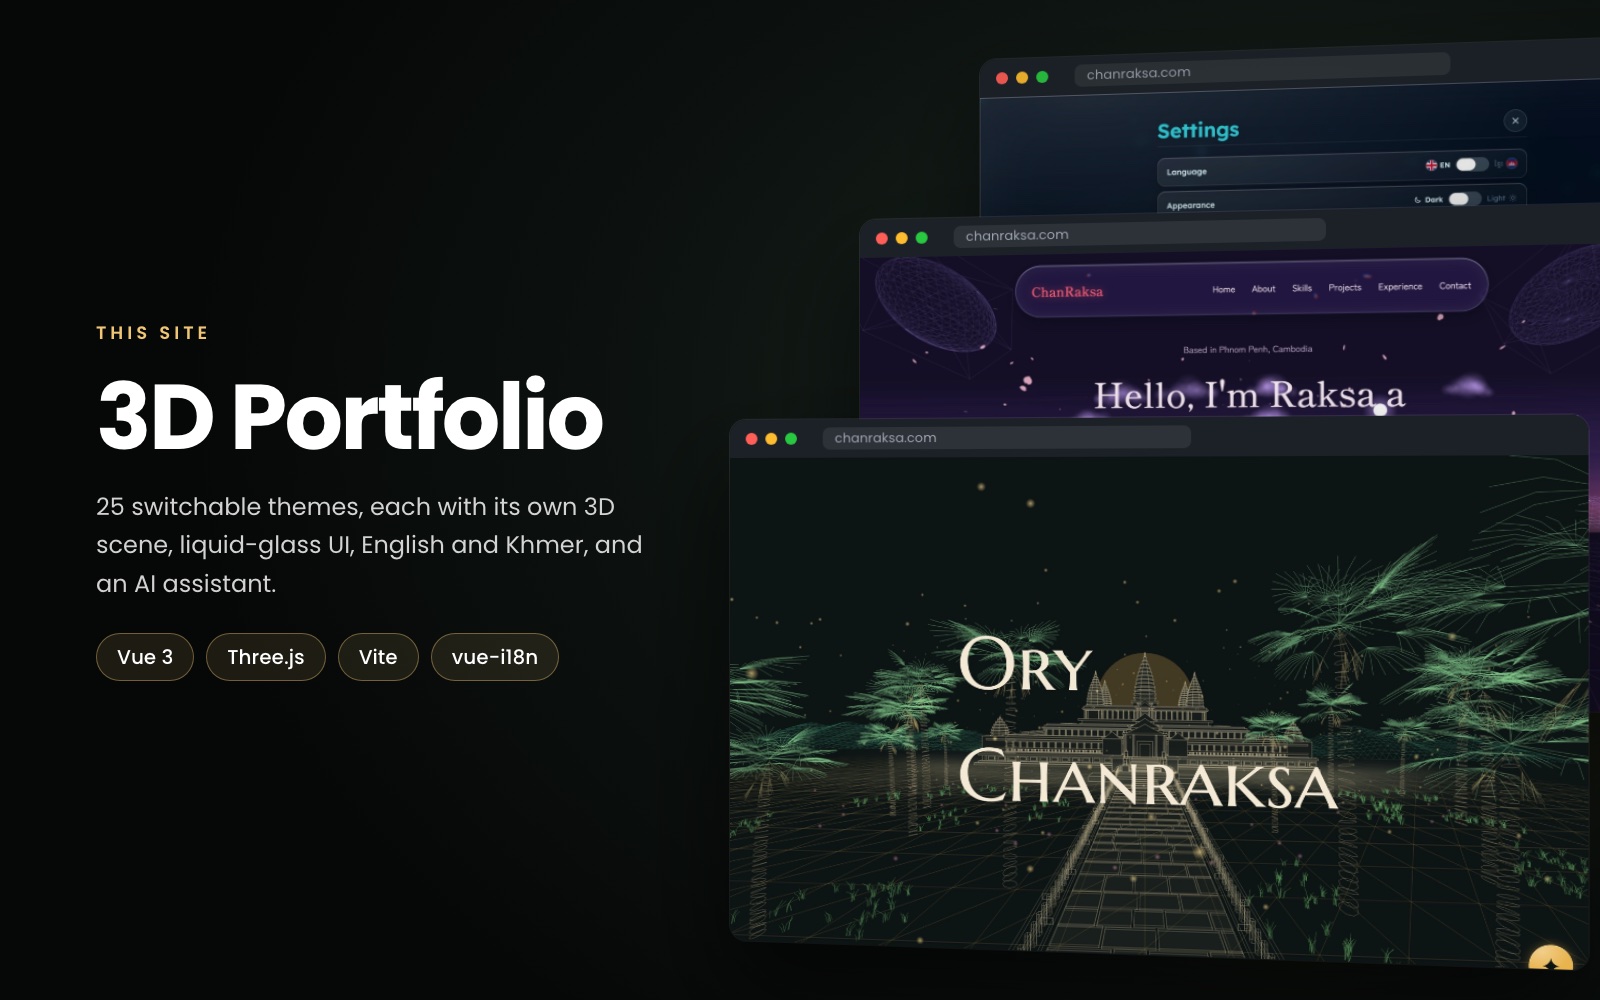 THIS SITE
3D Portfolio
25 switchable themes, each with its own 3D
scene, liquid-glass UI, English and Khmer, and
an AI assistant.
Vue 3
Three.js
Vite
vue-i18n
chanraksa.com
Settings
Language
EN
Appearance
Dark
Light
chanraksa.com
ChanRaksa
Home
About
Skills
Projects
Experience
Contact
Based in Phnom Penh, Cambodia
Hello, I'm Raksa a
chanraksa.com
Ory
Chanraksa